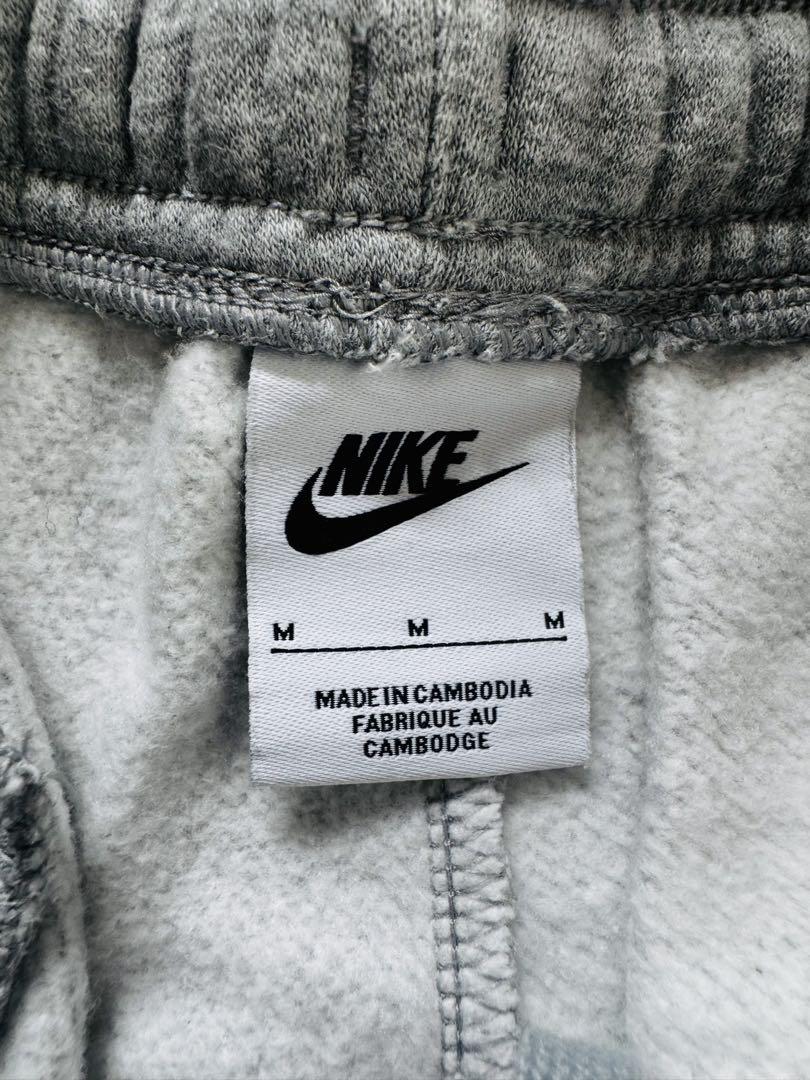 NIKE
M M M
MADE IN CAMBODIA
FABRIQUE AU
CAMBODGE